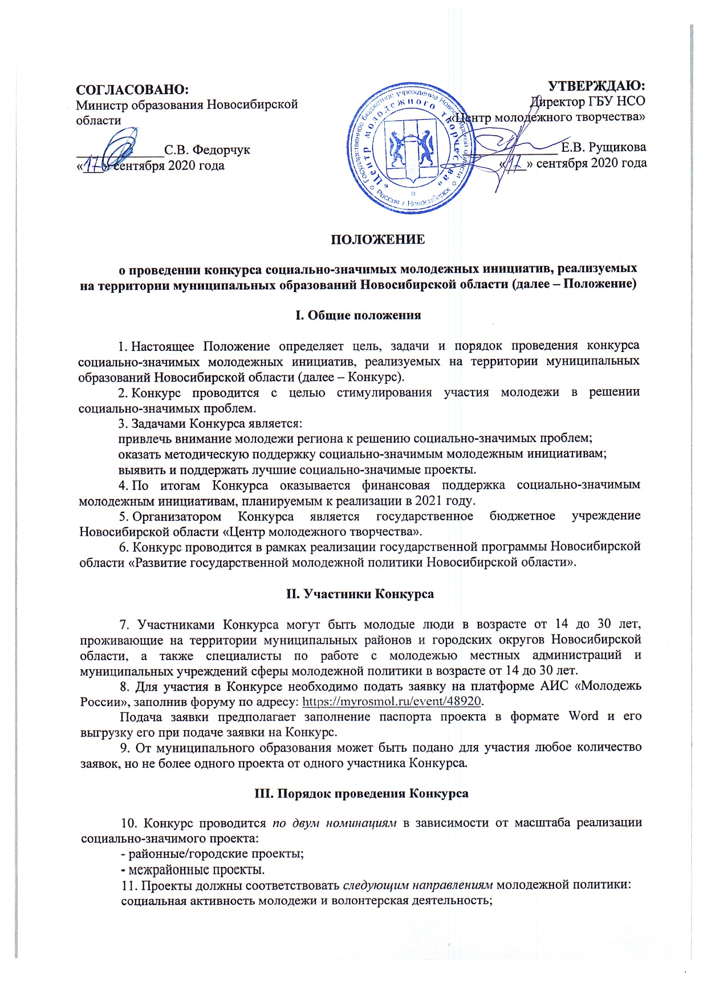 СОГЛАСОВАНО:
Министр образования Новосибирской
области
_____________С.В. Федорчук
«17» сентября 2020 года
УТВЕРЖДАЮ:
Директор ГБУ НСО
«Центр молодежного творчества»
_____________ Е.В. Рущикова
«17» сентября 2020 года
Государственное бюджетное учреждение Новосибирской области
«Центр молодежного творчества»
Россия г.Новосибирск
ПОЛОЖЕНИЕ
о проведении конкурса социально-значимых молодежных инициатив, реализуемых
на территории муниципальных образований Новосибирской области (далее – Положение)
I. Общие положения
1. Настоящее Положение определяет цель, задачи и порядок проведения конкурса
социально-значимых молодежных инициатив, реализуемых на территории муниципальных
образований Новосибирской области (далее – Конкурс).
2. Конкурс проводится с целью стимулирования участия молодежи в решении
социально-значимых проблем.
3. Задачами Конкурса является:
привлечь внимание молодежи региона к решению социально-значимых проблем;
оказать методическую поддержку социально-значимым молодежным инициативам;
выявить и поддержать лучшие социально-значимые проекты.
4. По итогам Конкурса оказывается финансовая поддержка социально-значимым
молодежным инициативам, планируемым к реализации в 2021 году.
5. Организатором Конкурса является государственное бюджетное учреждение
Новосибирской области «Центр молодежного творчества».
6. Конкурс проводится в рамках реализации государственной программы Новосибирской
области «Развитие государственной молодежной политики Новосибирской области».
II. Участники Конкурса
7. Участниками Конкурса могут быть молодые люди в возрасте от 14 до 30 лет,
проживающие на территории муниципальных районов и городских округов Новосибирской
области, а также специалисты по работе с молодежью местных администраций и
муниципальных учреждений сферы молодежной политики в возрасте от 14 до 30 лет.
8. Для участия в Конкурсе необходимо подать заявку на платформе АИС «Молодежь
России», заполнив форуму по адресу: https://myrosmol.ru/event/48920.
Подача заявки предполагает заполнение паспорта проекта в формате Word и его
выгрузку его при подаче заявки на Конкурс.
9. От муниципального образования может быть подано для участия любое количество
заявок, но не более одного проекта от одного участника Конкурса.
III. Порядок проведения Конкурса
10. Конкурс проводится по двум номинациям в зависимости от масштаба реализации
социально-значимого проекта:
- районные/городские проекты;
- межрайонные проекты.
11. Проекты должны соответствовать следующим направлениям молодежной политики:
социальная активность молодежи и волонтерская деятельность;